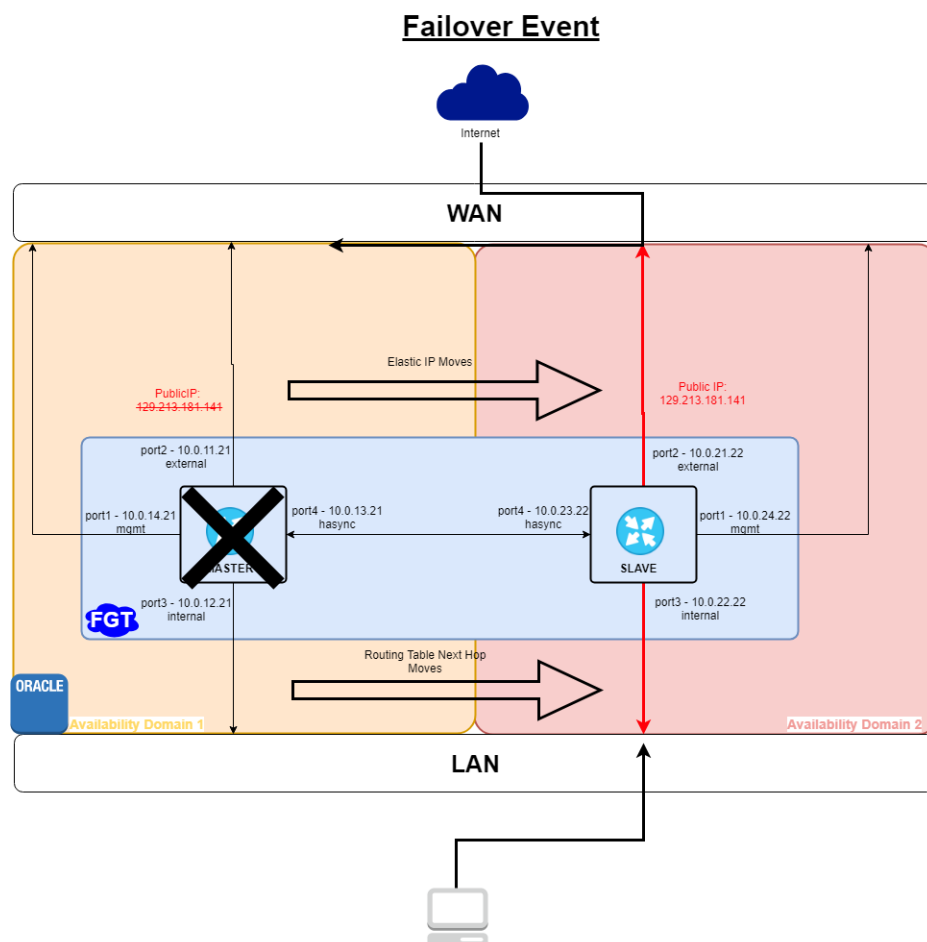 Failover Event
Internet
WAN
Elastic IP Moves
PublicIP:
129.213.181.141
Public IP:
129.213.181.141
port2 - 10.0.11.21
external
port2 - 10.0.21.22
external
port1 - 10.0.14.21
mgmt
port4 - 10.0.13.21
hasync
port4 - 10.0.23.22
hasync
port1 - 10.0.24.22
mgmt
MASTER
SLAVE
port3 - 10.0.12.21
internal
port3 - 10.0.22.22
internal
FGT
Routing Table Next Hop
Moves
ORACLE
Availability Domain 1
Availability Domain 2
LAN